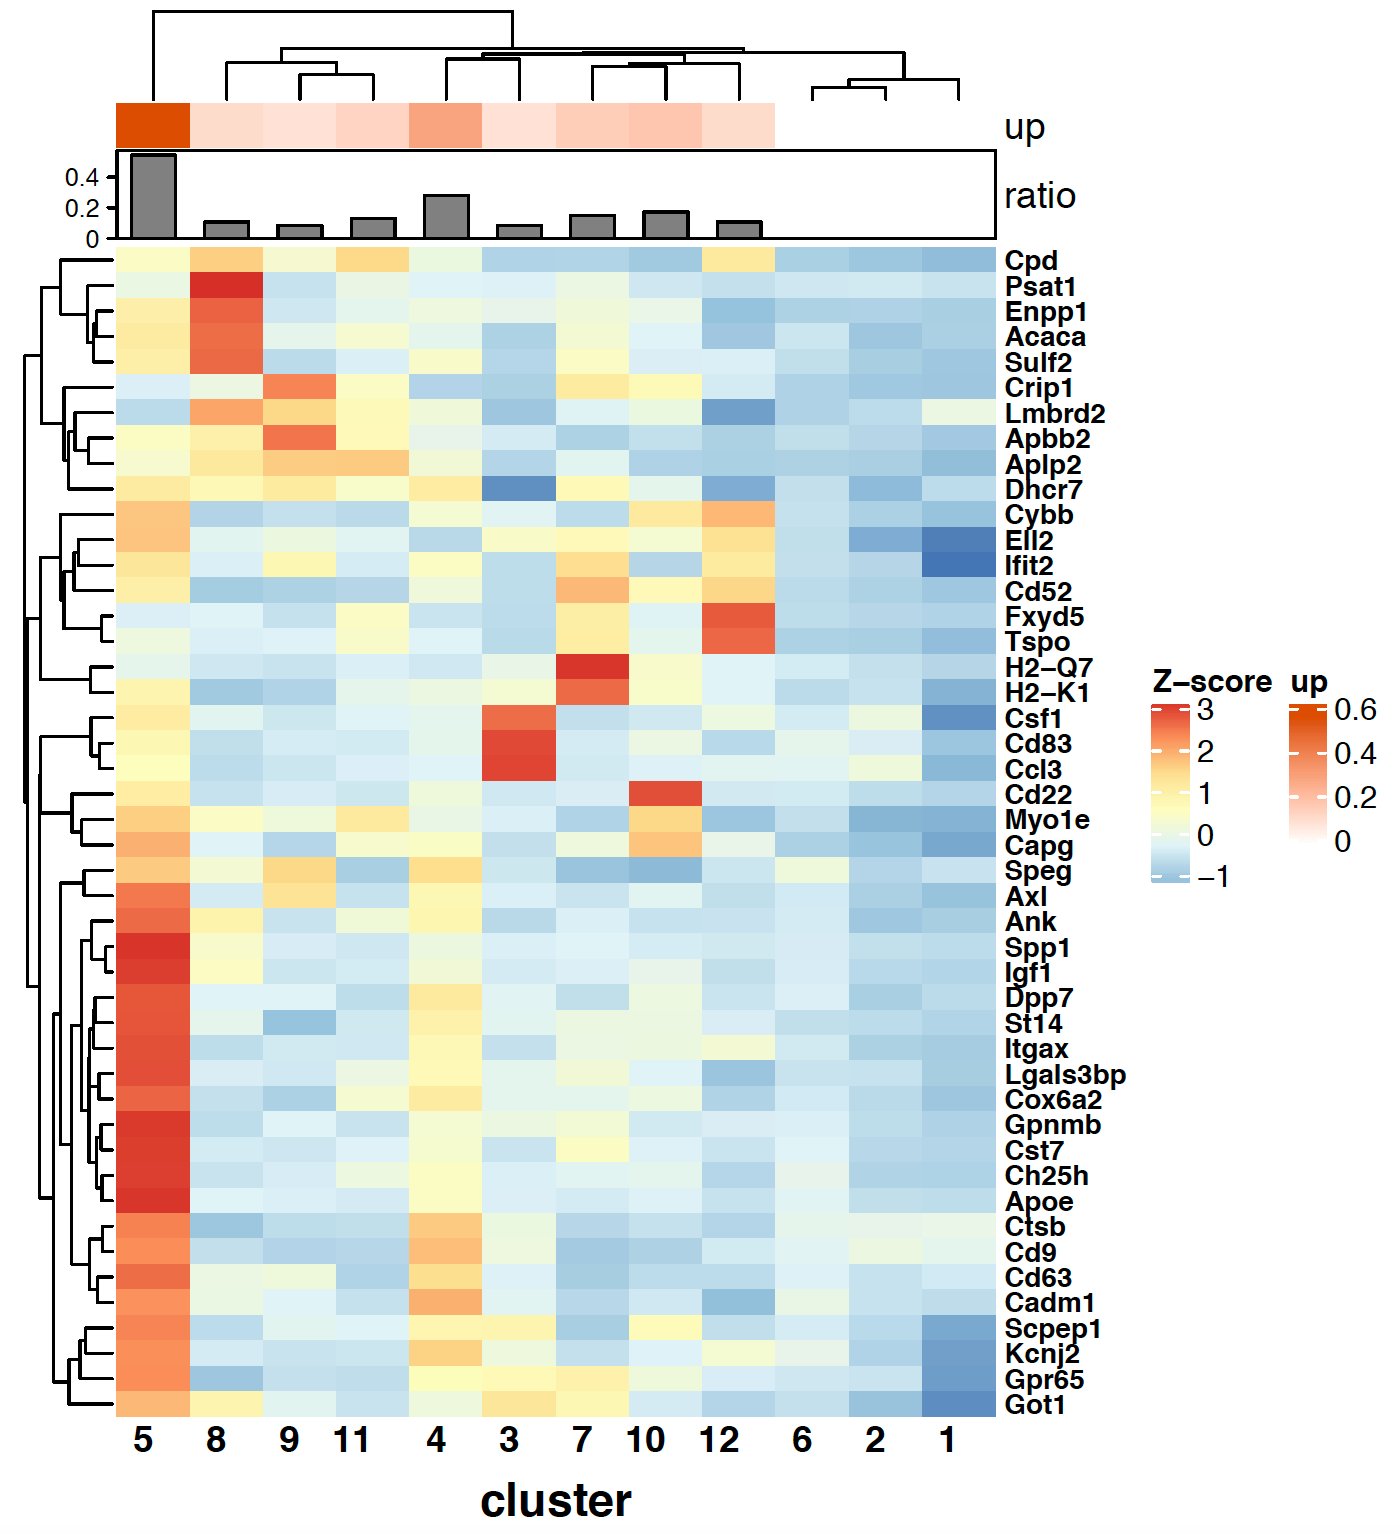 up
0.4
0.2
0
ratio
Cpd
Psat1
Enpp1
Acaca
Sulf2
Crip1
Lmbrd2
Apbb2
Aplp2
Dhcr7
Cybb
Ell2
Ifit2
Cd52
Fxyd5
Tspo
H2−Q7
H2−K1
Csf1
Cd83
Ccl3
Cd22
Myo1e
Capg
Speg
Axl
Ank
Spp1
Igf1
Dpp7
St14
Itgax
Lgals3bp
Cox6a2
Gpnmb
Cst7
Ch25h
Apoe
Ctsb
Cd9
Cd63
Cadm1
Scpep1
Kcnj2
Gpr65
Got1
5 8 9 11 4 3 7 10 12 6 2 1
cluster
Z−score
3
2
1
0
−1
up
0.6
0.4
0.2
0